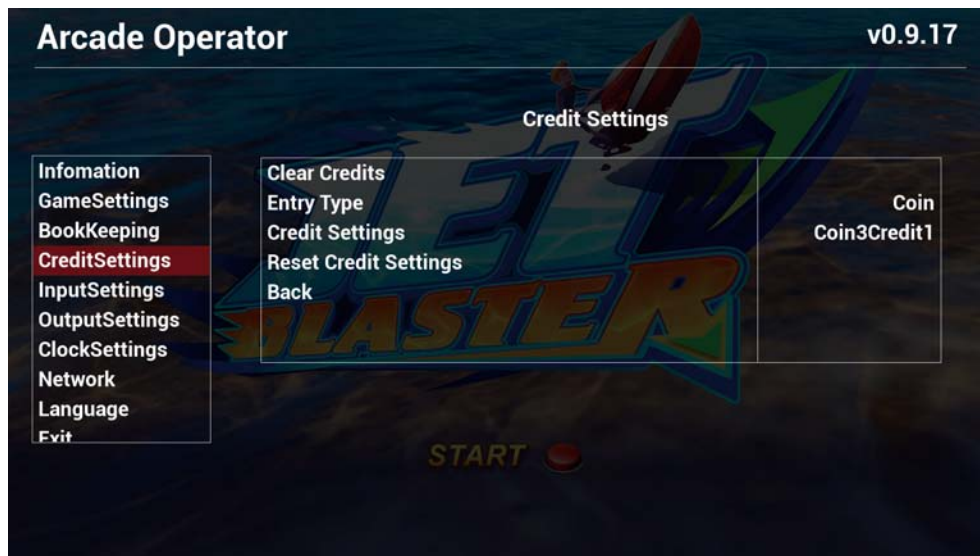 Arcade Operator
v0.9.17
Credit Settings
Infomation
GameSettings
BookKeeping
CreditSettings
InputSettings
OutputSettings
ClockSettings
Network
Language
Exit
Clear Credits
Entry Type Coin
Credit Settings Coin3Credit1
Reset Credit Settings
Back
JET
BLASTER
START